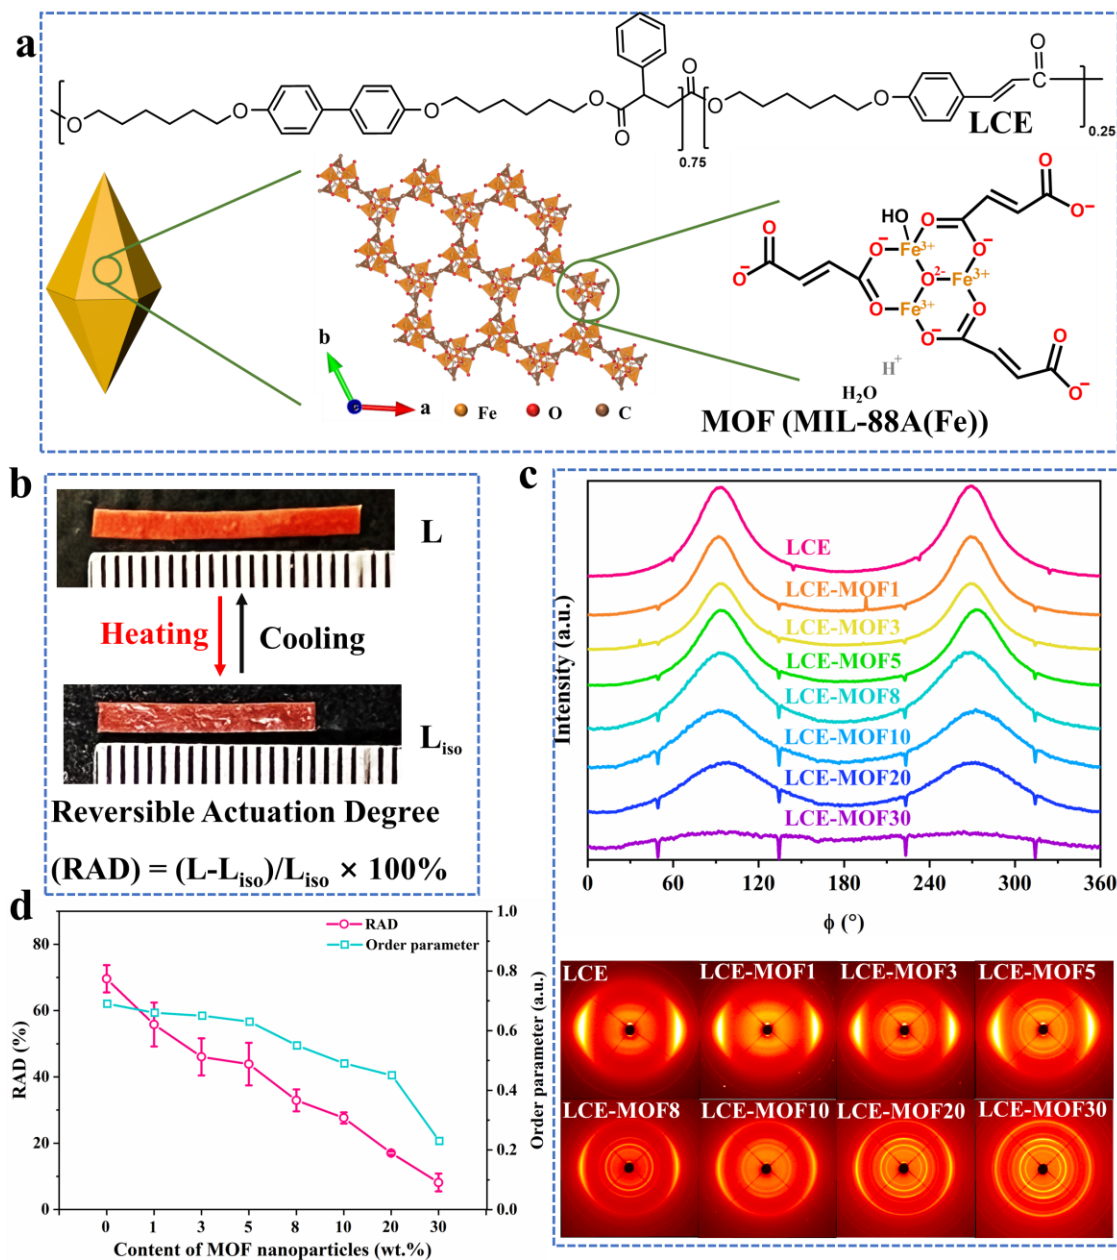 a
O
O
O
O
O
O
O
O
O
C
O
LCE
0.75
0.25
b
a
Fe
O
C
O
O⁻
HO
O
O⁻
Fe³⁺
O⁻
O
O²⁻
Fe³⁺
O⁻
O
Fe³⁺
O
O⁻
O
O
O⁻
H⁺
H₂O
MOF (MIL-88A(Fe))
b
L
Heating
Cooling
L_iso
Reversible Actuation Degree
(RAD) = (L-L_iso)/L_iso × 100%
c
LCE
LCE-MOF1
LCE-MOF3
LCE-MOF5
LCE-MOF8
LCE-MOF10
LCE-MOF20
LCE-MOF30
Intensity (a.u.)
0 60 120 180 240 300 360
ϕ (°)
LCE LCE-MOF1 LCE-MOF3 LCE-MOF5
LCE-MOF8 LCE-MOF10 LCE-MOF20 LCE-MOF30
d
RAD
Order parameter
80
60
40
20
0
RAD (%)
1.0
0.8
0.6
0.4
0.2
0.0
Order parameter (a.u.)
0 1 3 5 8 10 20 30
Content of MOF nanoparticles (wt.%)